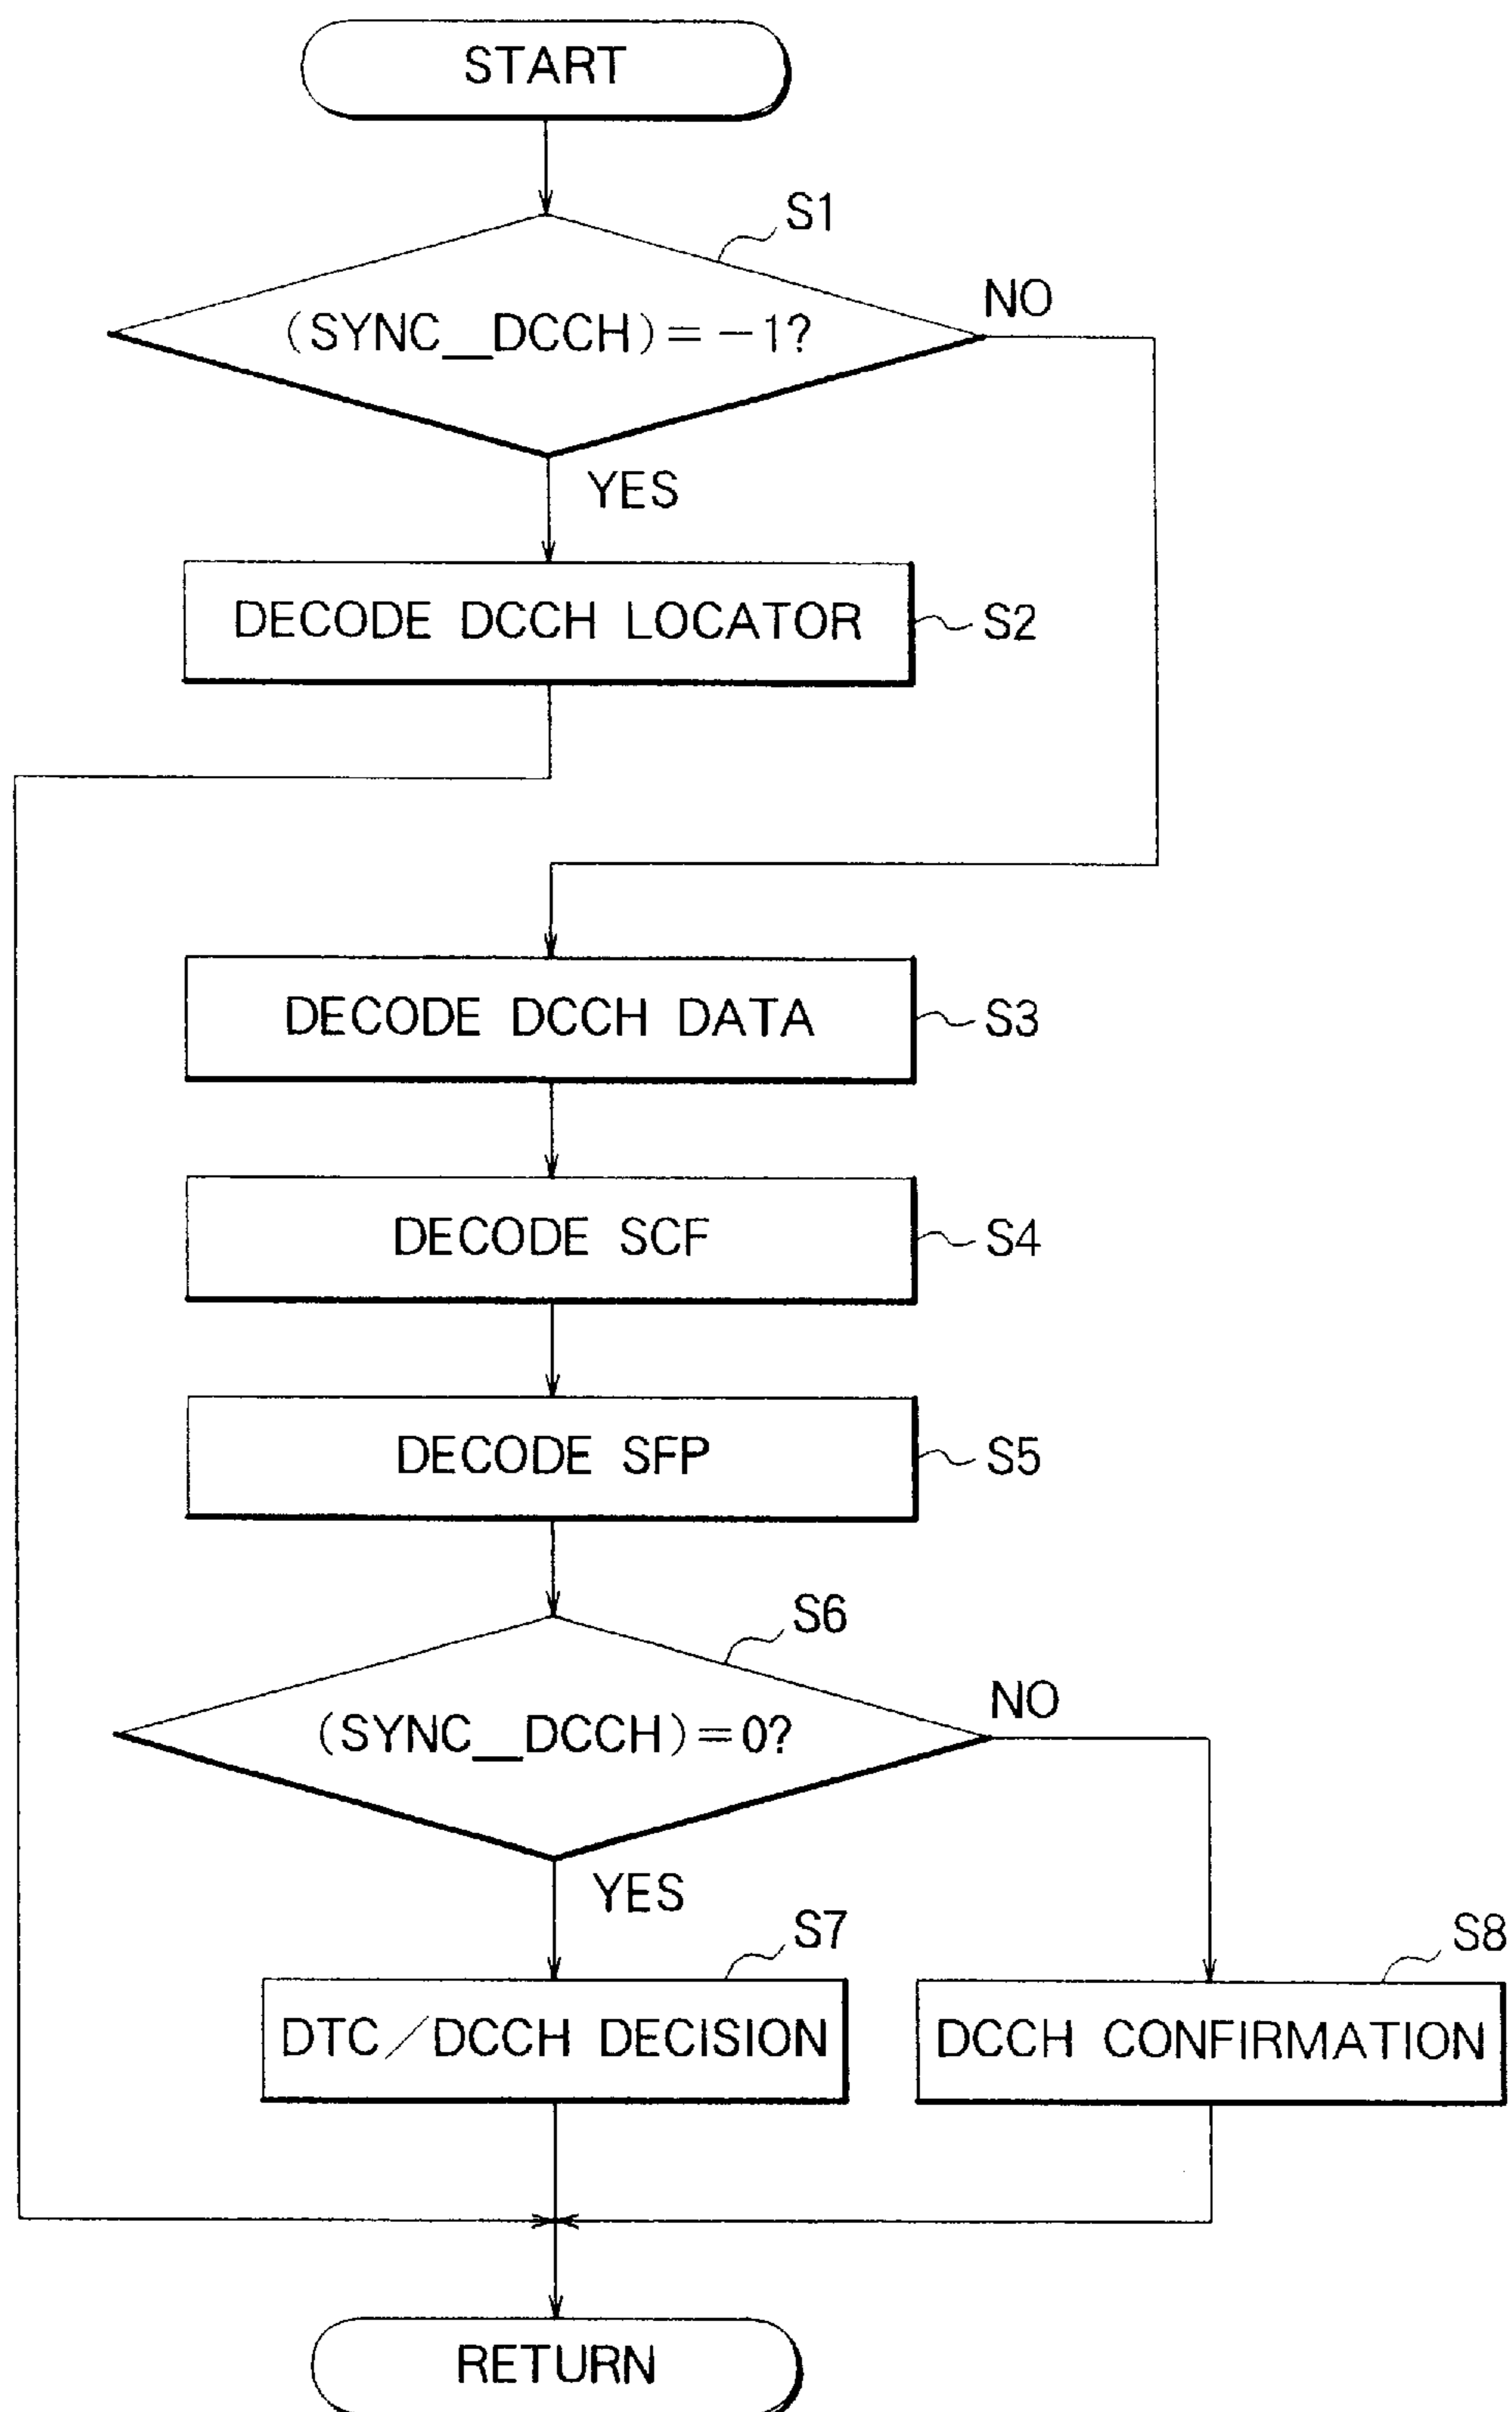 START
S1
(SYNC_DCCH)=-1?
NO
YES
DECODE DCCH LOCATOR
S2
DECODE DCCH DATA
S3
DECODE SCF
S4
DECODE SFP
S5
S6
(SYNC_DCCH)=0?
NO
YES
S7
S8
DTC/DCCH DECISION
DCCH CONFIRMATION
RETURN